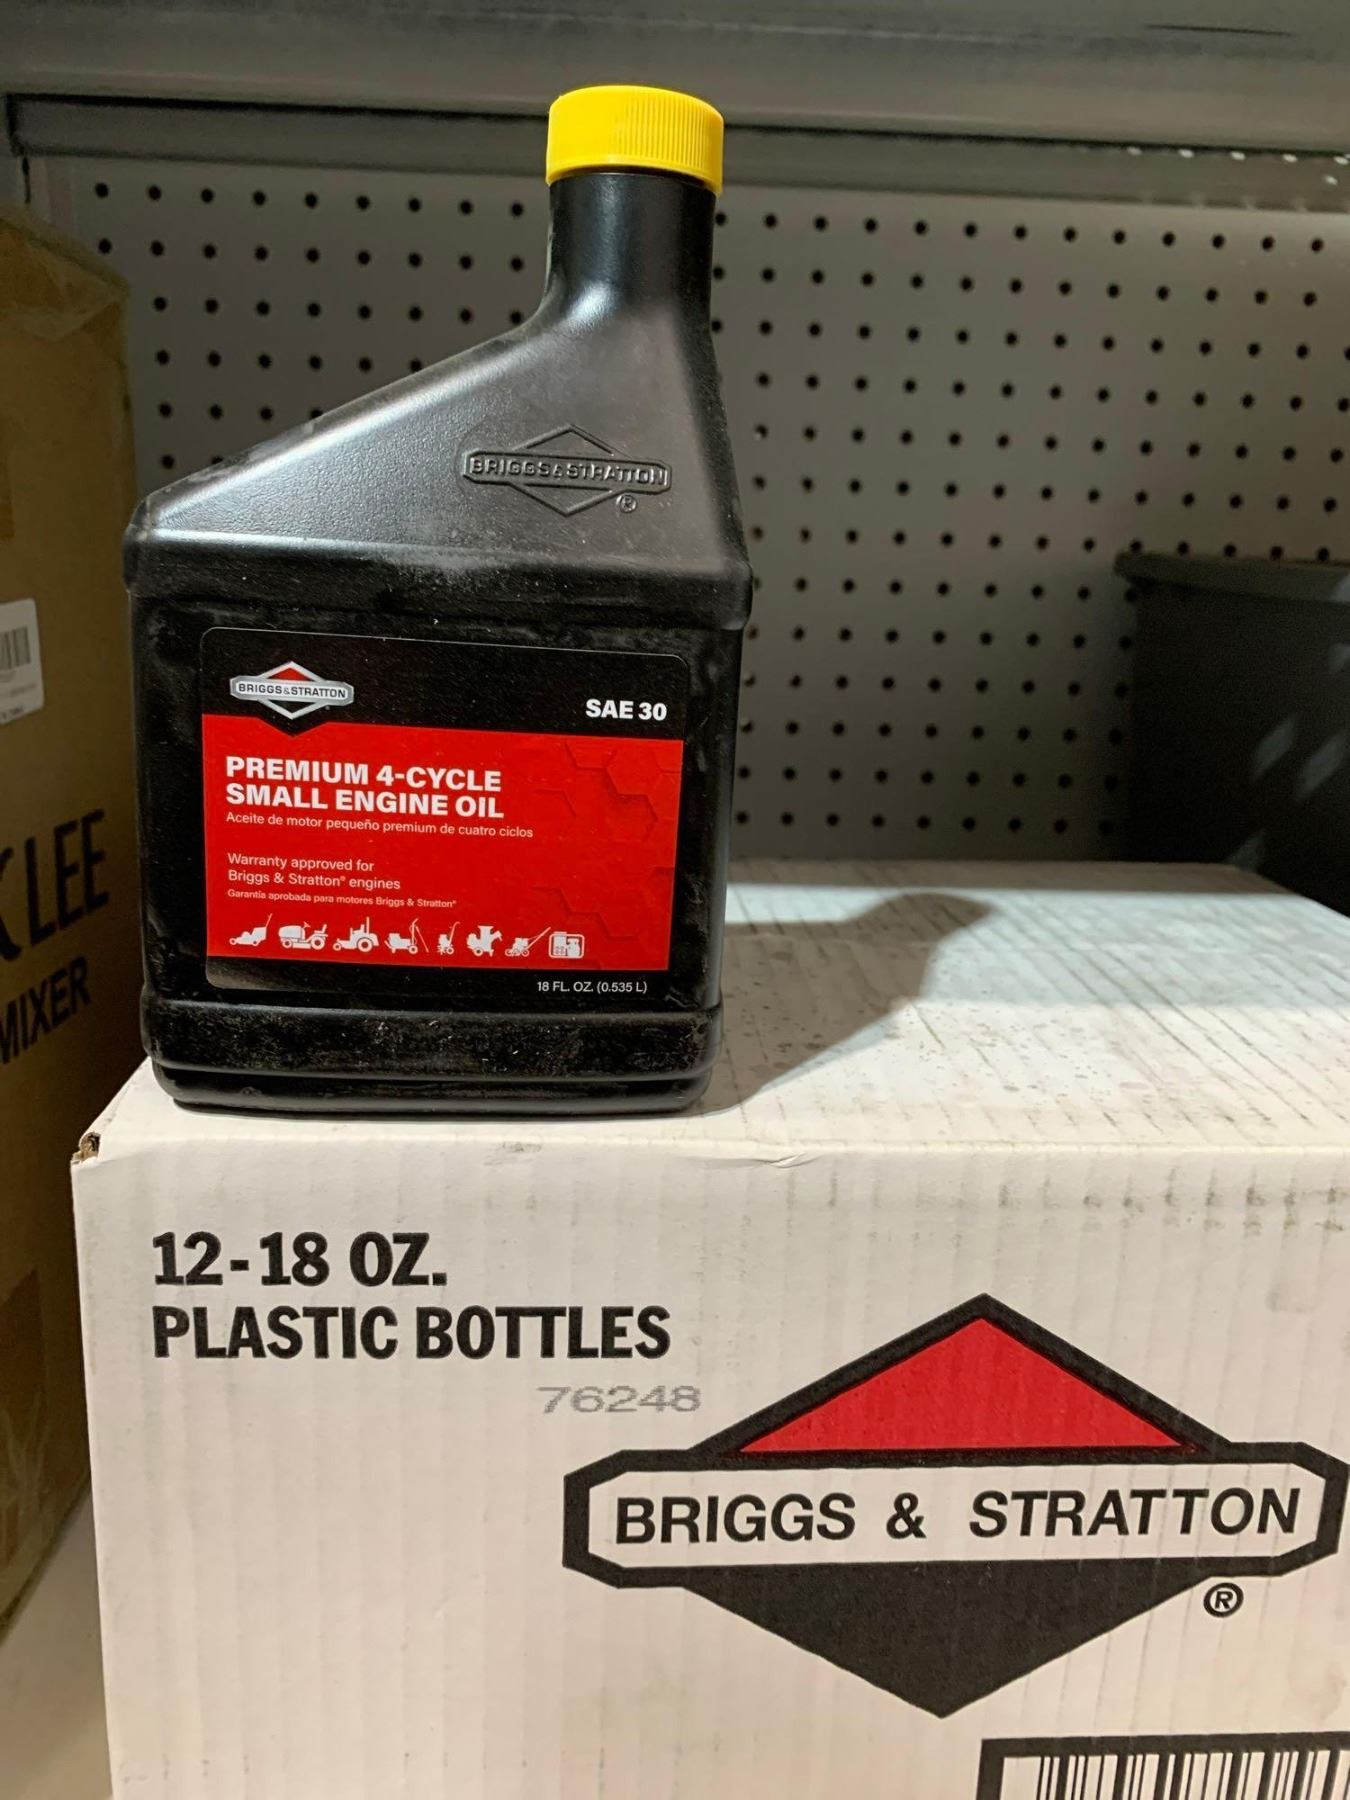 BRIGGS & STRATTON
®
BRIGGS & STRATTON
SAE 30
PREMIUM 4-CYCLE
SMALL ENGINE OIL
Aceite de motor pequeño premium de cuatro ciclos
Warranty approved for
Briggs & Stratton® engines
Garantía aprobada para motores Briggs & Stratton®
18 FL. OZ. (0.535 L)
LEE
MIXER
12-18 OZ.
PLASTIC BOTTLES
76248
BRIGGS & STRATTON
®